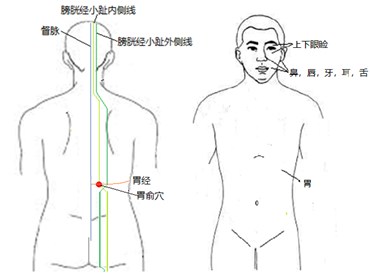 膀胱经小趾内侧线
督脉
膀胱经小趾外侧线
胃经
胃俞穴
上下眼睑
鼻，唇，牙，耳，舌
胃